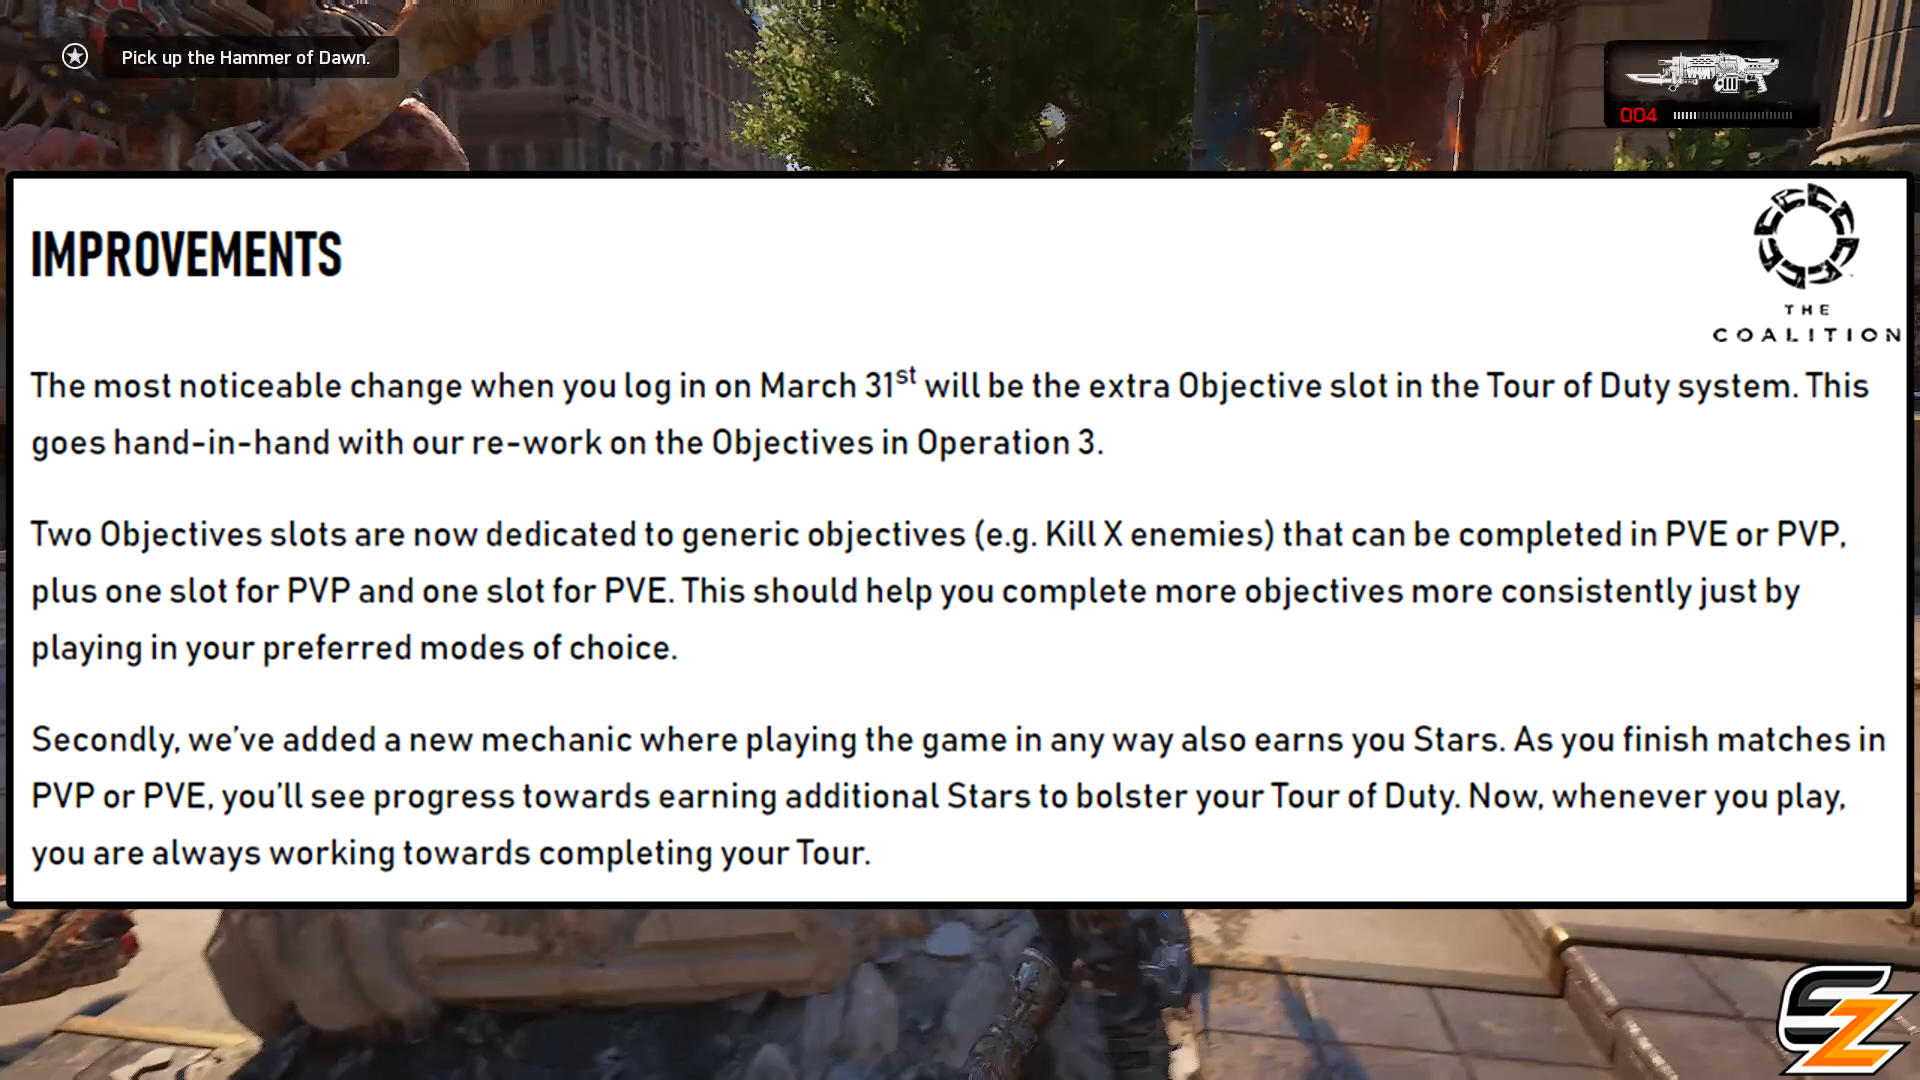 Pick up the Hammer of Dawn.
004
IMPROVEMENTS
THE
COALITION
The most noticeable change when you log in on March 31st will be the extra Objective slot in the Tour of Duty system. This
goes hand-in-hand with our re-work on the Objectives in Operation 3.
Two Objectives slots are now dedicated to generic objectives (e.g. Kill X enemies) that can be completed in PVE or PVP,
plus one slot for PVP and one slot for PVE. This should help you complete more objectives more consistently just by
playing in your preferred modes of choice.
Secondly, we’ve added a new mechanic where playing the game in any way also earns you Stars. As you finish matches in
PVP or PVE, you’ll see progress towards earning additional Stars to bolster your Tour of Duty. Now, whenever you play,
you are always working towards completing your Tour.
SZ